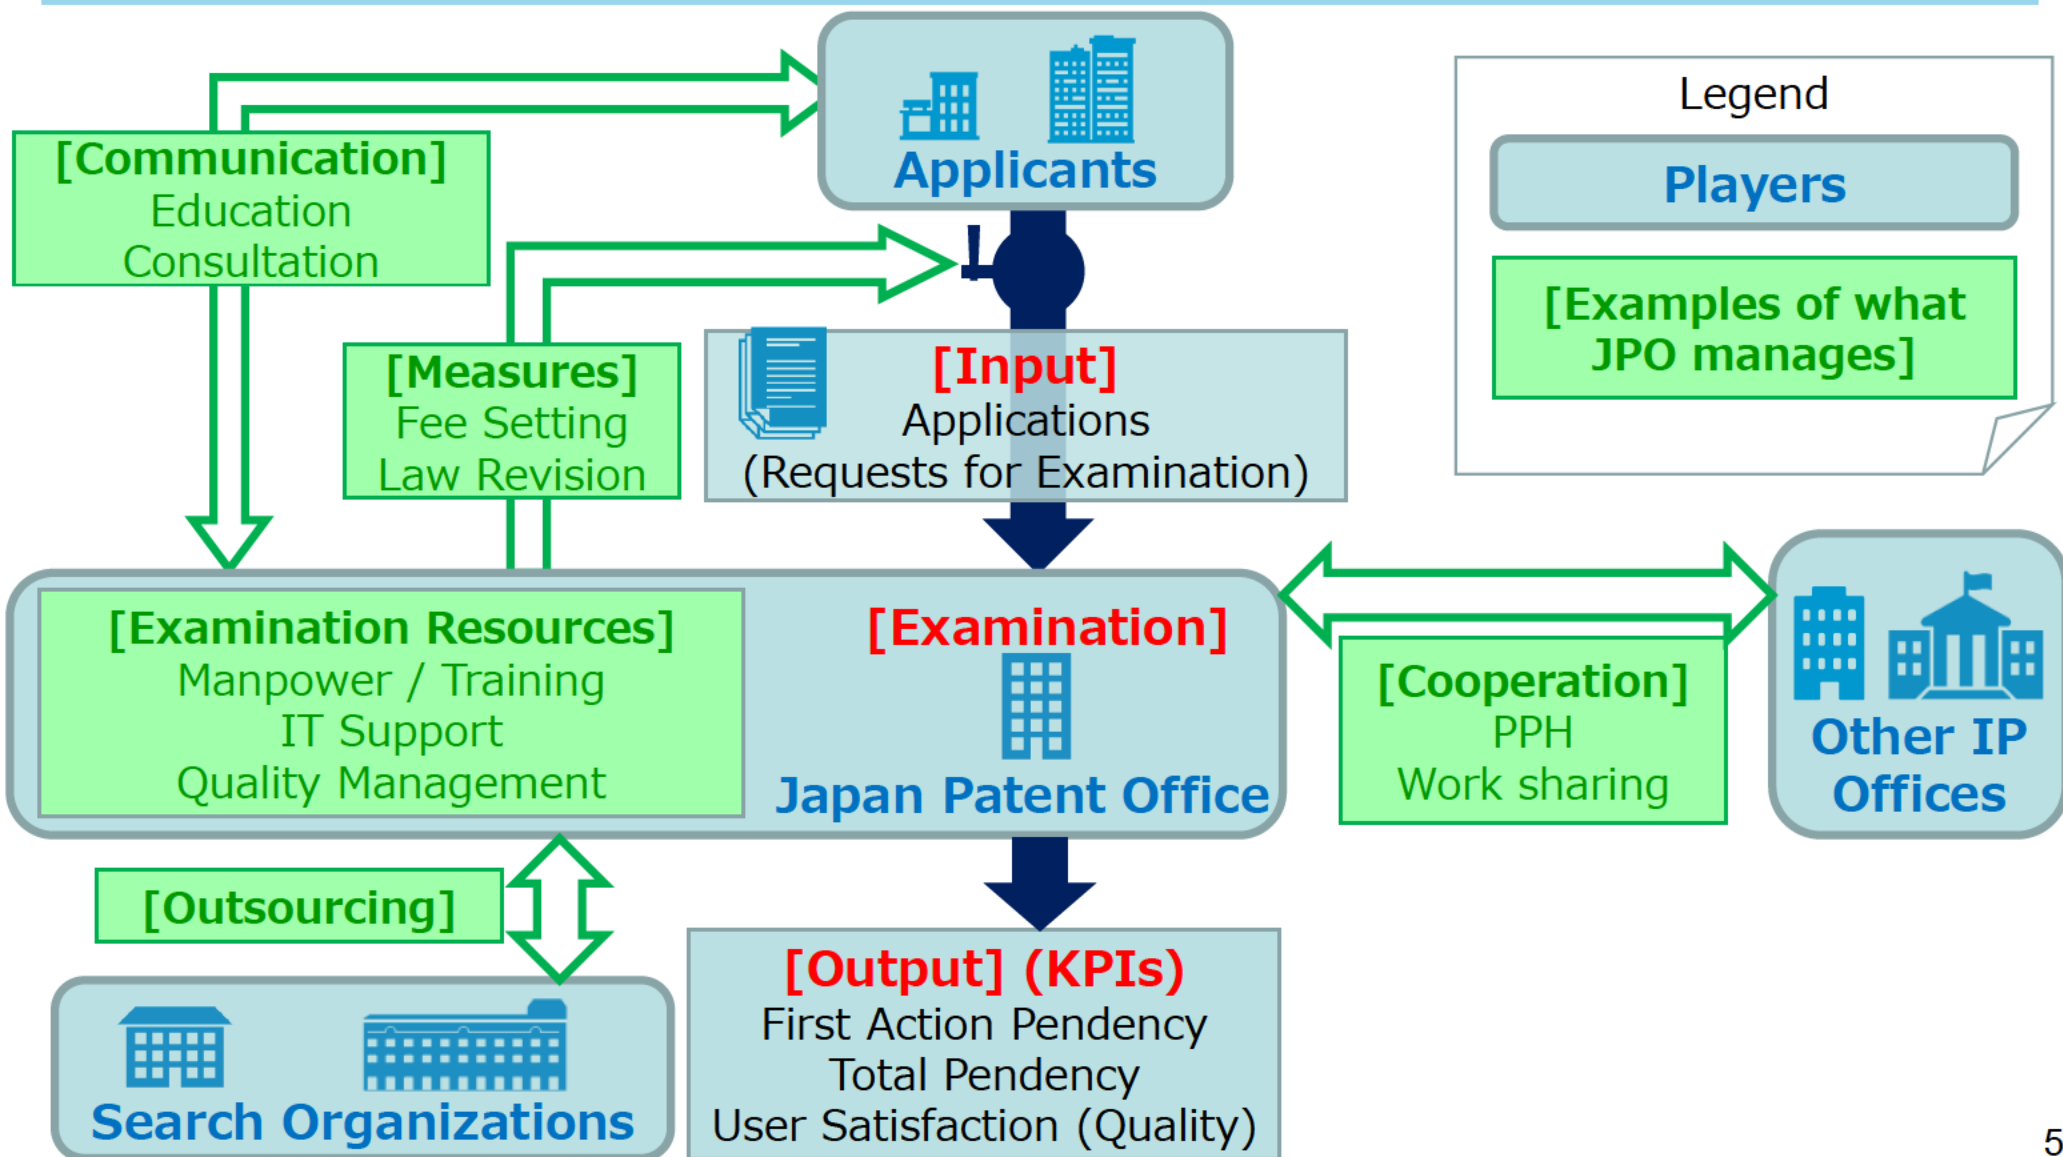 Applicants
Legend
Players
[Examples of what
JPO manages]
[Communication]
Education
Consultation
[Measures]
Fee Setting
Law Revision
[Input]
Applications
(Requests for Examination)
[Examination Resources]
Manpower / Training
IT Support
Quality Management
[Examination]
Japan Patent Office
[Cooperation]
PPH
Work sharing
Other IP
Offices
[Outsourcing]
Search Organizations
[Output] (KPIs)
First Action Pendency
Total Pendency
User Satisfaction (Quality)
5